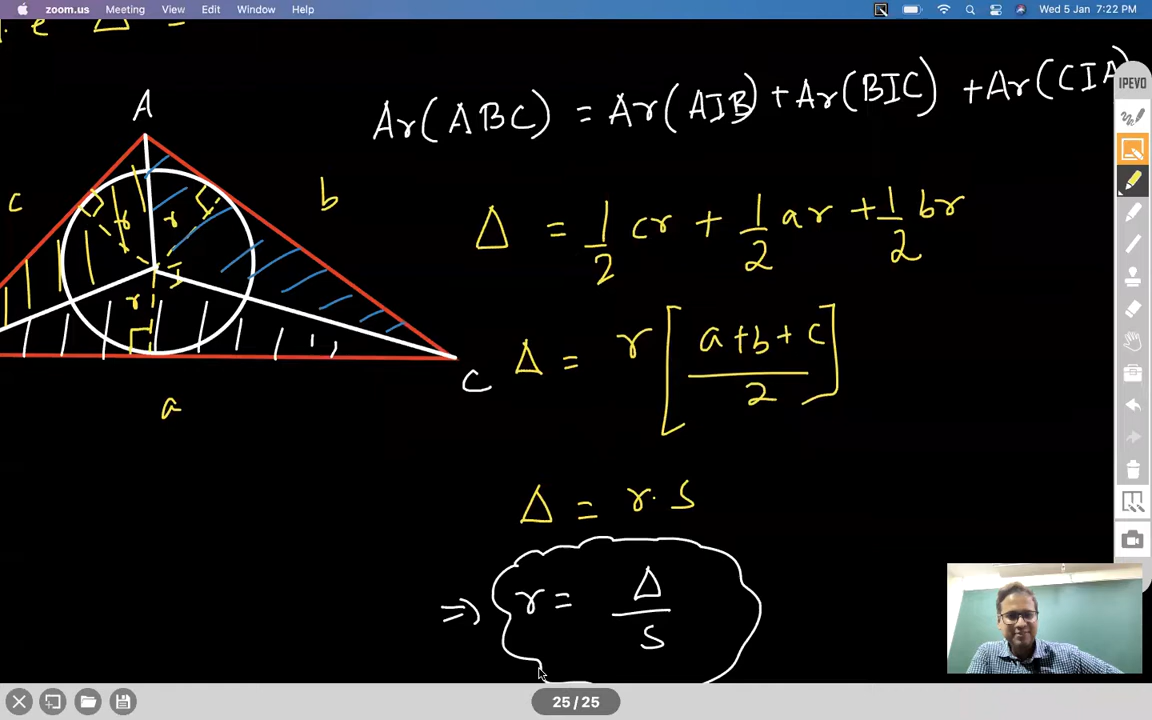 zoom.us Meeting View Edit Window Help Wed 5 Jan 7:22 PM
Δ =
IPEVO
Ar(ABC) = Ar(AIB) + Ar(BIC) + Ar(CIA)
A
c
b
Δ = 1/2 cr + 1/2 ar + 1/2 br
r
r
I
r
Δ = r [a+b+c / 2]
C
a
Δ = r. s
⇒ r = Δ / s
25 / 25